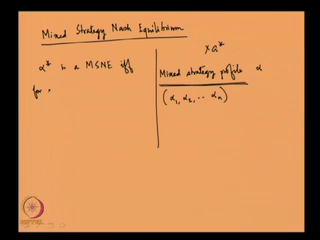 Mixed Strategy Nash Equilibrium
α* is a MSNE iff
for
x a*
Mixed strategy profile α
(α₁, α₂, .. αₙ)